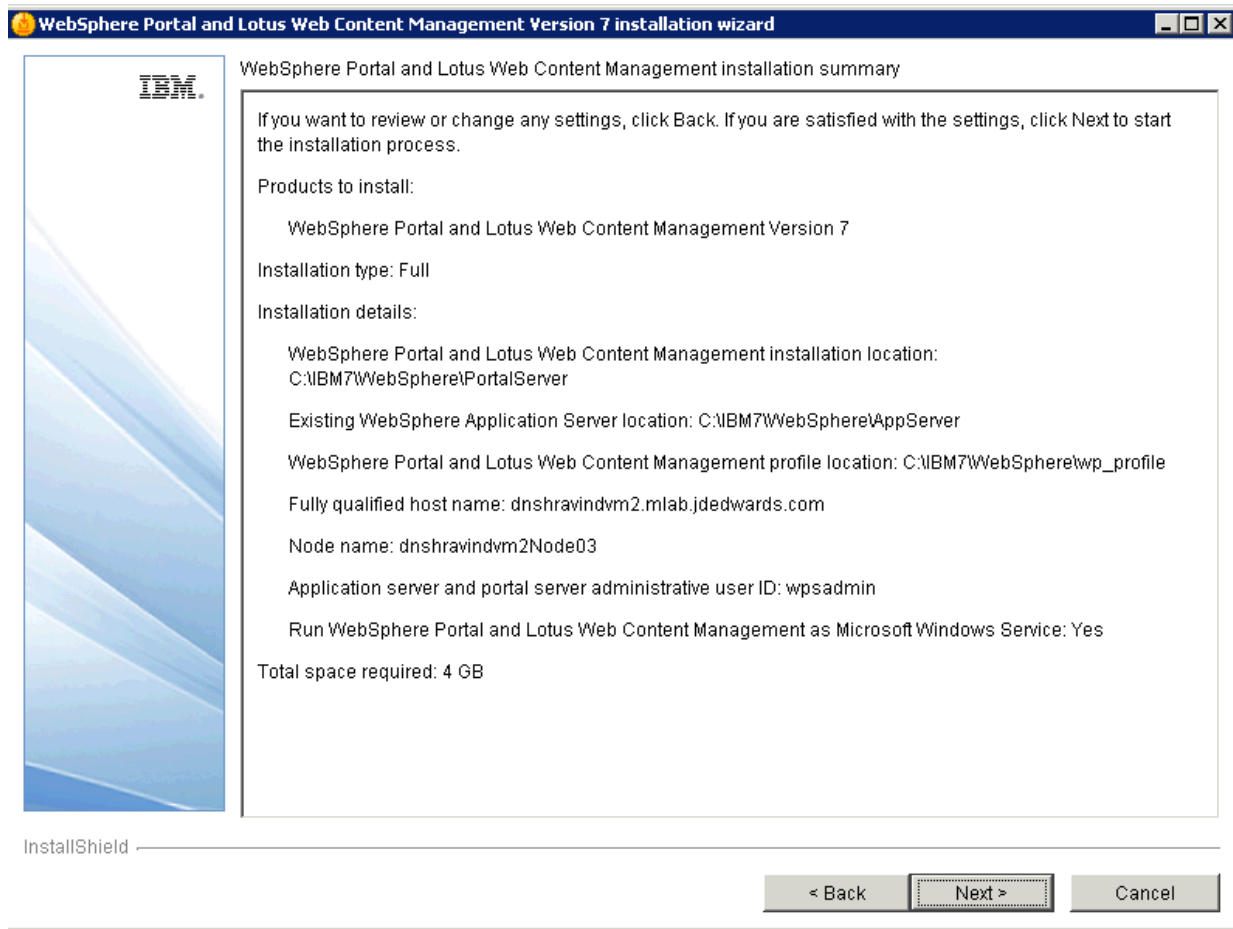 WebSphere Portal and Lotus Web Content Management Version 7 installation wizard
IBM.
WebSphere Portal and Lotus Web Content Management installation summary
If you want to review or change any settings, click Back. If you are satisfied with the settings, click Next to start
the installation process.
Products to install:
WebSphere Portal and Lotus Web Content Management Version 7
Installation type: Full
Installation details:
WebSphere Portal and Lotus Web Content Management installation location:
C:\IBM7\WebSphere\PortalServer
Existing WebSphere Application Server location: C:\IBM7\WebSphere\AppServer
WebSphere Portal and Lotus Web Content Management profile location: C:\IBM7\WebSphere\wp_profile
Fully qualified host name: dnshravindvm2.mlab.jdedwards.com
Node name: dnshravindvm2Node03
Application server and portal server administrative user ID: wpsadmin
Run WebSphere Portal and Lotus Web Content Management as Microsoft Windows Service: Yes
Total space required: 4 GB
InstallShield
< Back
Next >
Cancel